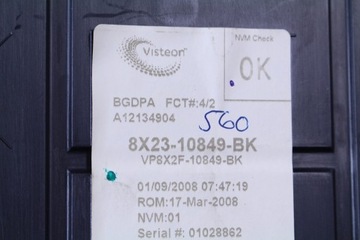 Visteon
NVM Check
OK
BGDPA FCT#:4/2
A12134904
560
8X23-10849-BK
VP8X2F-10849-BK
01/09/2008 07:47:19
ROM:17-Mar-2008
NVM:01
Serial #: 01028862